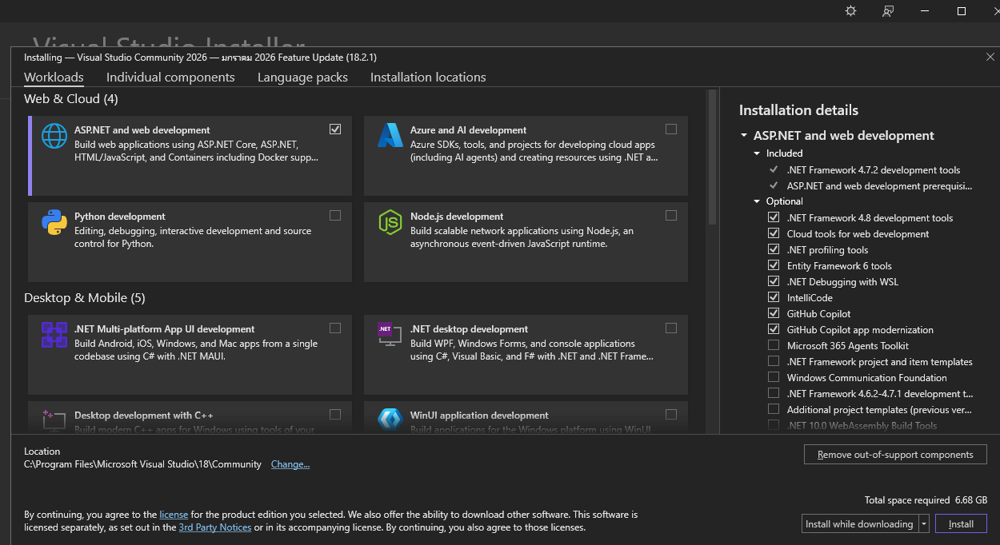 Visual Studio Installer
Installing — Visual Studio Community 2026 — มกราคม 2026 Feature Update (18.2.1)
Workloads
Individual components
Language packs
Installation locations
Web & Cloud (4)
ASP.NET and web development
Build web applications using ASP.NET Core, ASP.NET,
HTML/JavaScript, and Containers including Docker supp...
Azure and AI development
Azure SDKs, tools, and projects for developing cloud apps
(including AI agents) and creating resources using .NET a...
Python development
Editing, debugging, interactive development and source
control for Python.
Node.js development
Build scalable network applications using Node.js, an
asynchronous event-driven JavaScript runtime.
Desktop & Mobile (5)
.NET Multi-platform App UI development
Build Android, iOS, Windows, and Mac apps from a single
codebase using C# with .NET MAUI.
.NET
.NET desktop development
Build WPF, Windows Forms, and console applications
using C#, Visual Basic, and F# with .NET and .NET Frame...
Desktop development with C++
Build modern C++ apps for Windows using tools of your
WinUI application development
Build applications for the Windows platform using WinUI
Installation details
ASP.NET and web development
Included
.NET Framework 4.7.2 development tools
ASP.NET and web development prerequisi...
Optional
.NET Framework 4.8 development tools
Cloud tools for web development
.NET profiling tools
Entity Framework 6 tools
.NET Debugging with WSL
IntelliCode
GitHub Copilot
GitHub Copilot app modernization
Microsoft 365 Agents Toolkit
.NET Framework project and item templates
Windows Communication Foundation
.NET Framework 4.6.2-4.7.1 development t...
Additional project templates (previous ver...
.NET 10.0 WebAssembly Build Tools
Location
C:\Program Files\Microsoft Visual Studio\18\Community Change...
Remove out-of-support components
Total space required 6.68 GB
By continuing, you agree to the license for the product edition you selected. We also offer the ability to download other software. This software is
licensed separately, as set out in the 3rd Party Notices or in its accompanying license. By continuing, you also agree to those licenses.
Install while downloading
Install